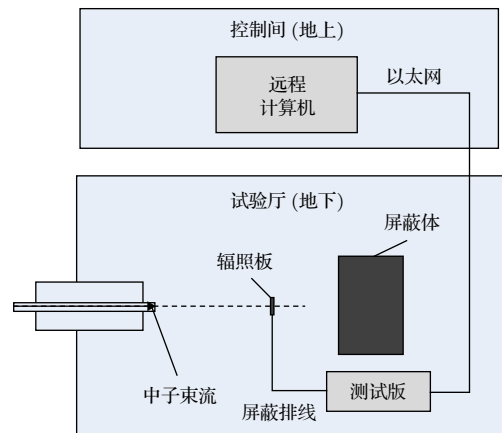 控制间 (地上)
远程
计算机
以太网
试验厅 (地下)
屏蔽体
辐照板
中子束流
屏蔽排线
测试版